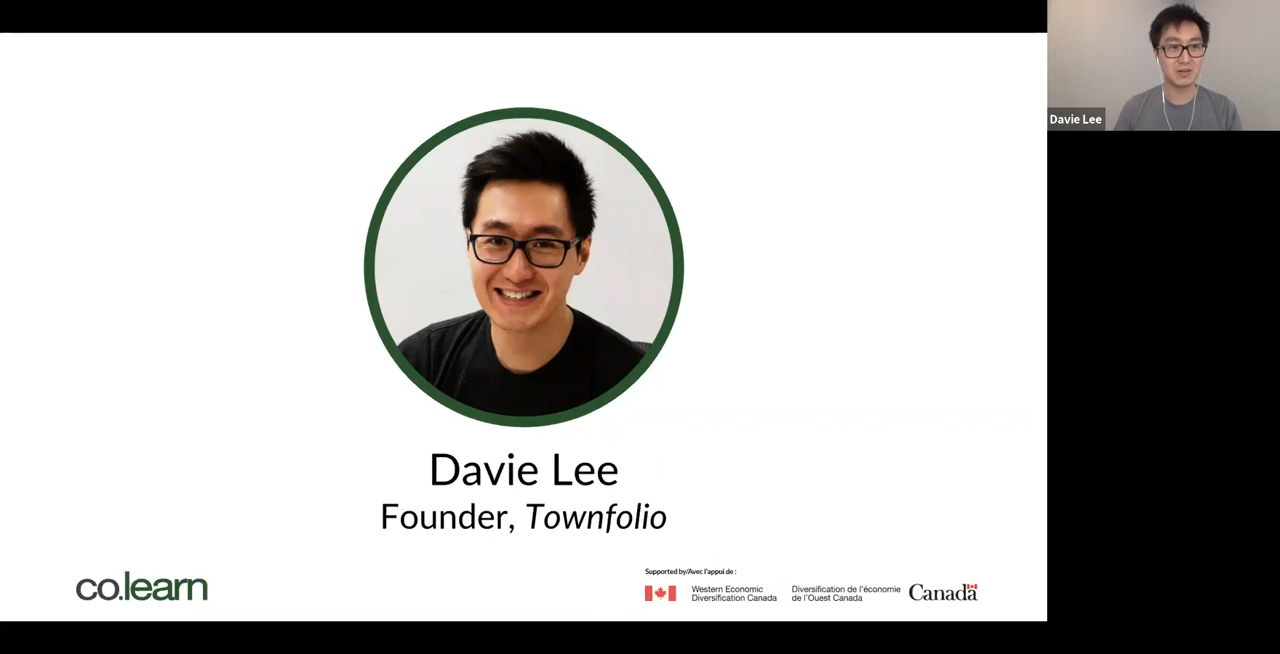 Davie Lee
Davie Lee
Founder, Townfolio
co.learn
Supported by/Avec l'appui de :
Western Economic
Diversification Canada
Diversification de l'économie
de l'Ouest Canada
Canada